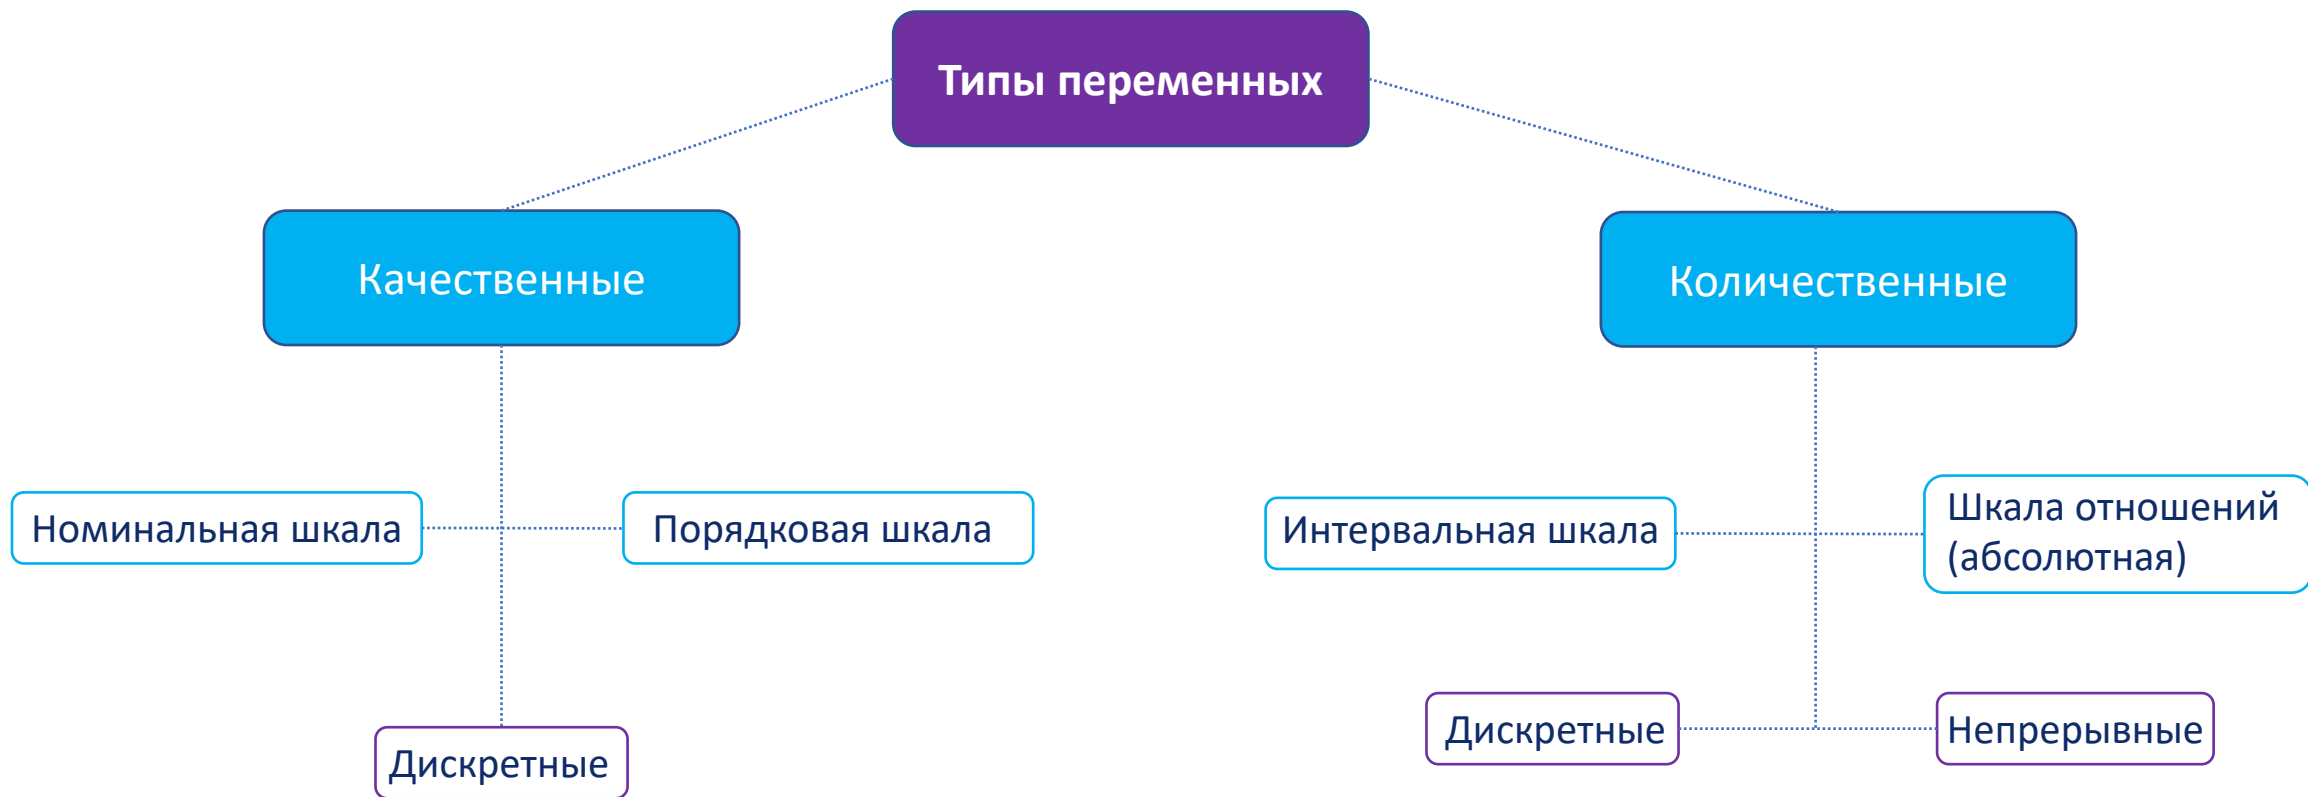 Типы переменных
Качественные
Количественные
Номинальная шкала
Порядковая шкала
Интервальная шкала
Шкала отношений
(абсолютная)
Дискретные
Дискретные
Непрерывные